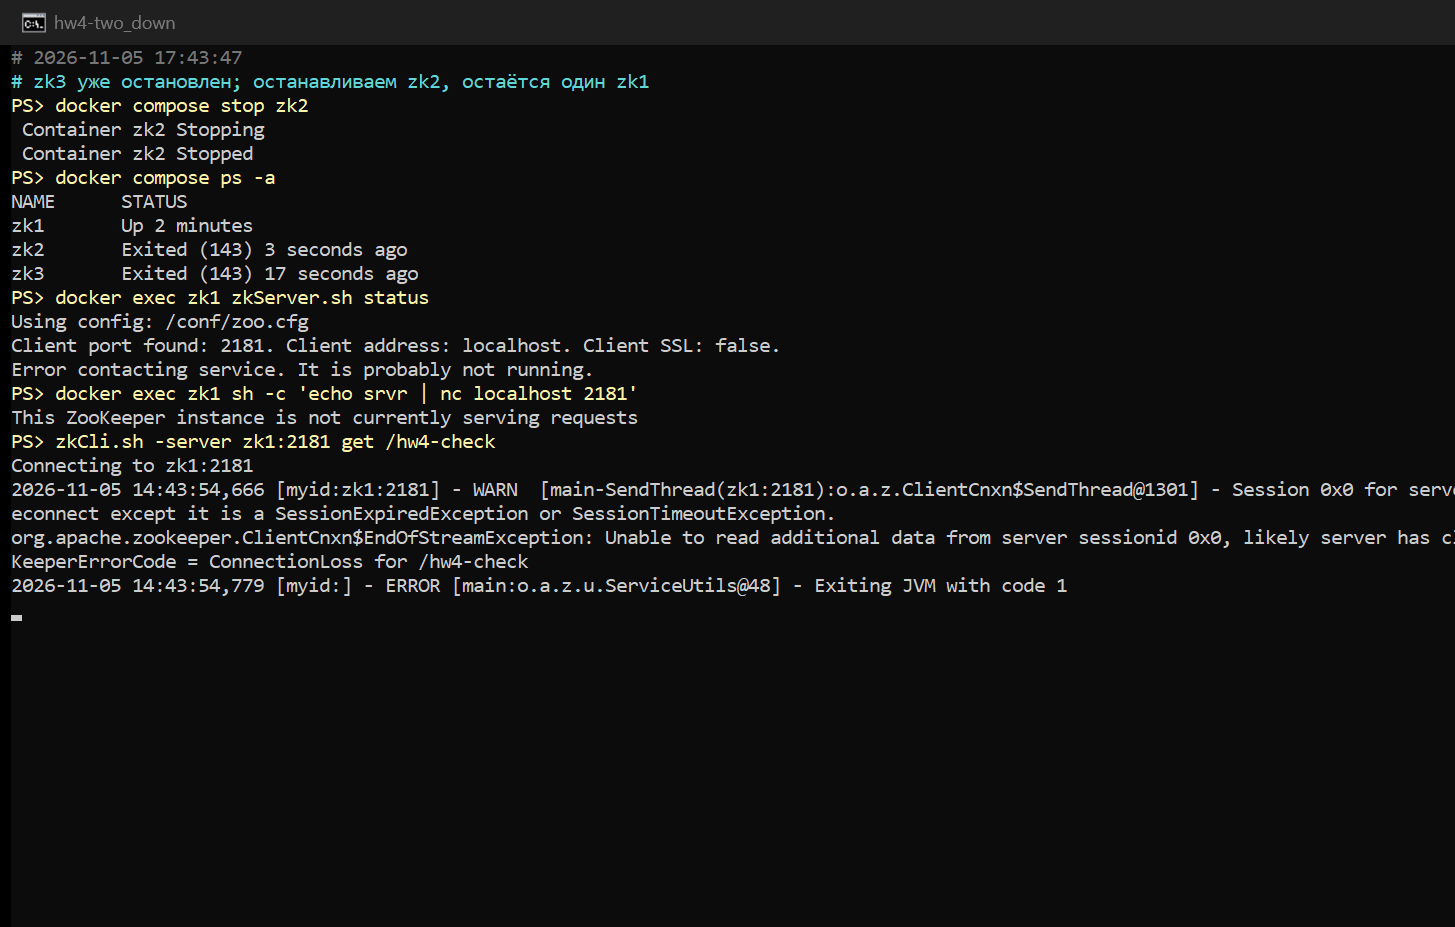 hw4-two_down
# 2026-11-05 17:43:47
# zk3 уже остановлен; останавливаем zk2, остаётся один zk1
PS> docker compose stop zk2
Container zk2 Stopping
Container zk2 Stopped
PS> docker compose ps -a
NAME      STATUS
zk1       Up 2 minutes
zk2       Exited (143) 3 seconds ago
zk3       Exited (143) 17 seconds ago
PS> docker exec zk1 zkServer.sh status
Using config: /conf/zoo.cfg
Client port found: 2181. Client address: localhost. Client SSL: false.
Error contacting service. It is probably not running.
PS> docker exec zk1 sh -c 'echo srvr | nc localhost 2181'
This ZooKeeper instance is not currently serving requests
PS> zkCli.sh -server zk1:2181 get /hw4-check
Connecting to zk1:2181
2026-11-05 14:43:54,666 [myid:zk1:2181] - WARN  [main-SendThread(zk1:2181):o.a.z.ClientCnxn$SendThread@1301] - Session 0x0 for serv
econnect except it is a SessionExpiredException or SessionTimeoutException.
org.apache.zookeeper.ClientCnxn$EndOfStreamException: Unable to read additional data from server sessionid 0x0, likely server has c
KeeperErrorCode = ConnectionLoss for /hw4-check
2026-11-05 14:43:54,779 [myid:] - ERROR [main:o.a.z.u.ServiceUtils@48] - Exiting JVM with code 1